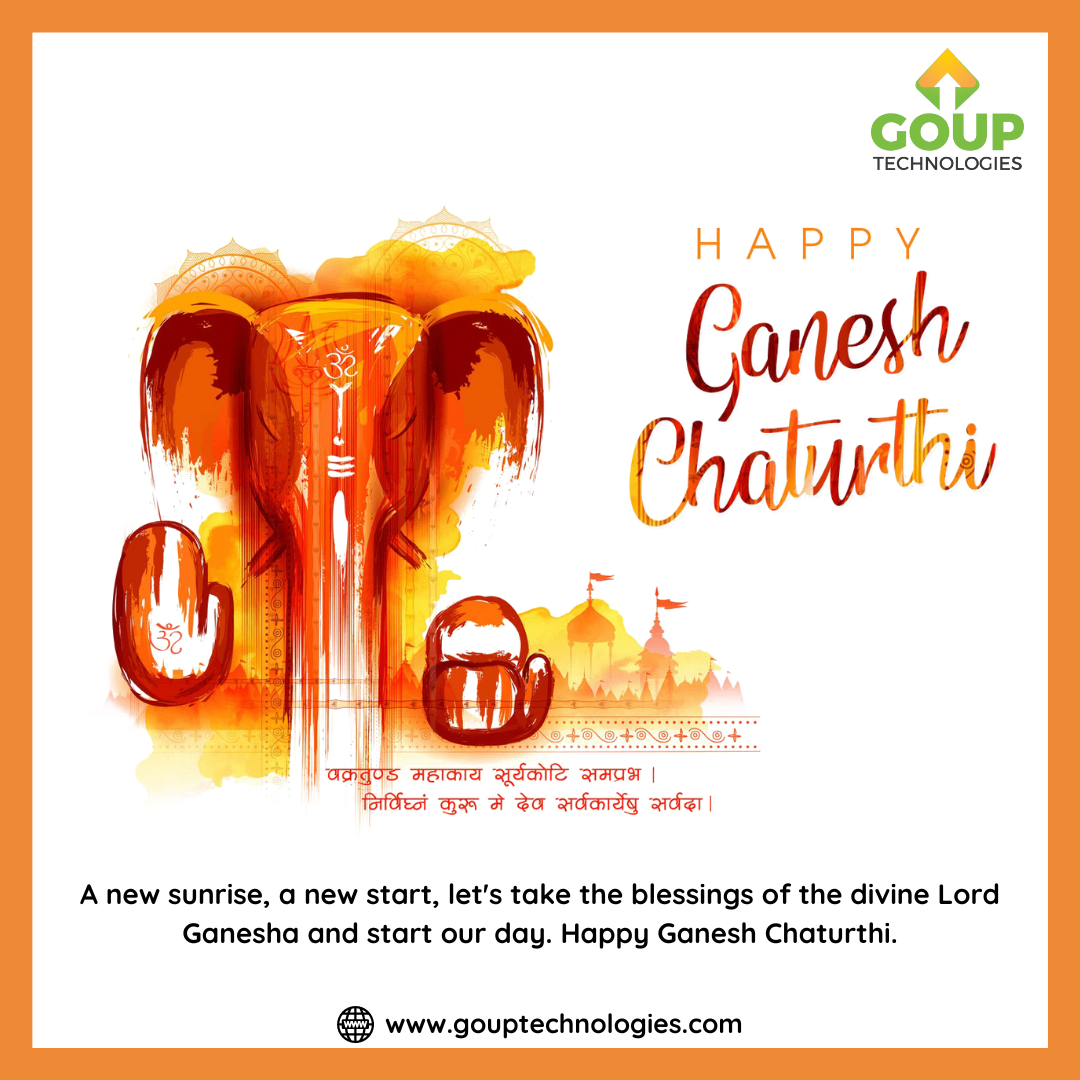 GOUP
TECHNOLOGIES
HAPPY
Ganesh
Chaturthi
ॐ
ॐ
वक्रतुण्ड महाकाय सूर्यकोटि समप्रभ |
निर्विघ्नं कुरू मे देव सर्वकार्येषु सर्वदा |
A new sunrise, a new start, let's take the blessings of the divine Lord
Ganesha and start our day. Happy Ganesh Chaturthi.
www
www.gouptechnologies.com